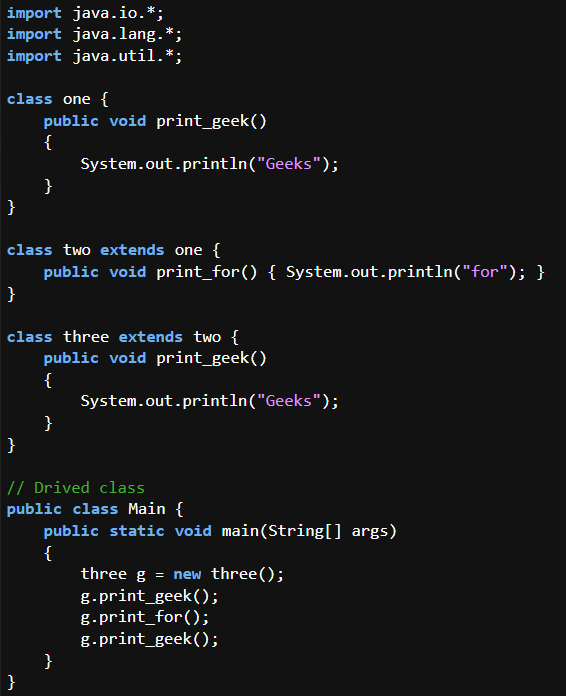 import java.io.*;
import java.lang.*;
import java.util.*;

class one {
    public void print_geek()
    {
        System.out.println("Geeks");
    }
}

class two extends one {
    public void print_for() { System.out.println("for"); }
}

class three extends two {
    public void print_geek()
    {
        System.out.println("Geeks");
    }
}

// Drived class
public class Main {
    public static void main(String[] args)
    {
        three g = new three();
        g.print_geek();
        g.print_for();
        g.print_geek();
    }
}